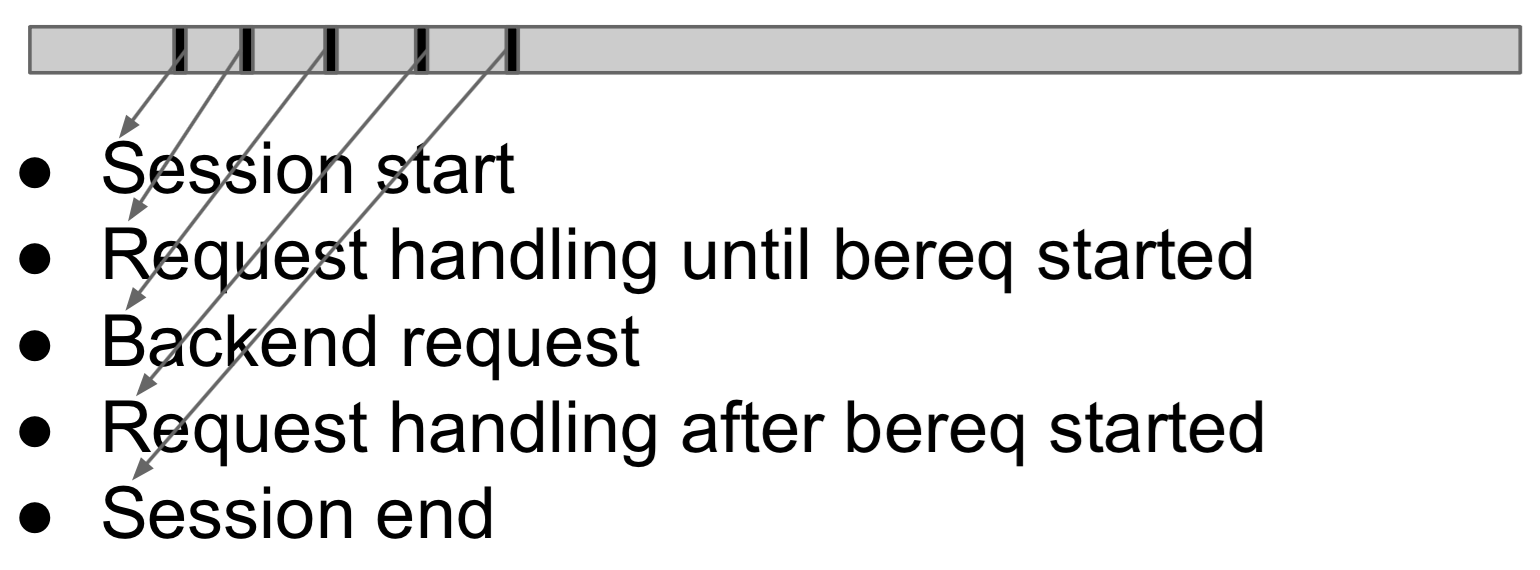 ● Session start
● Request handling until bereq started
● Backend request
● Request handling after bereq started
● Session end